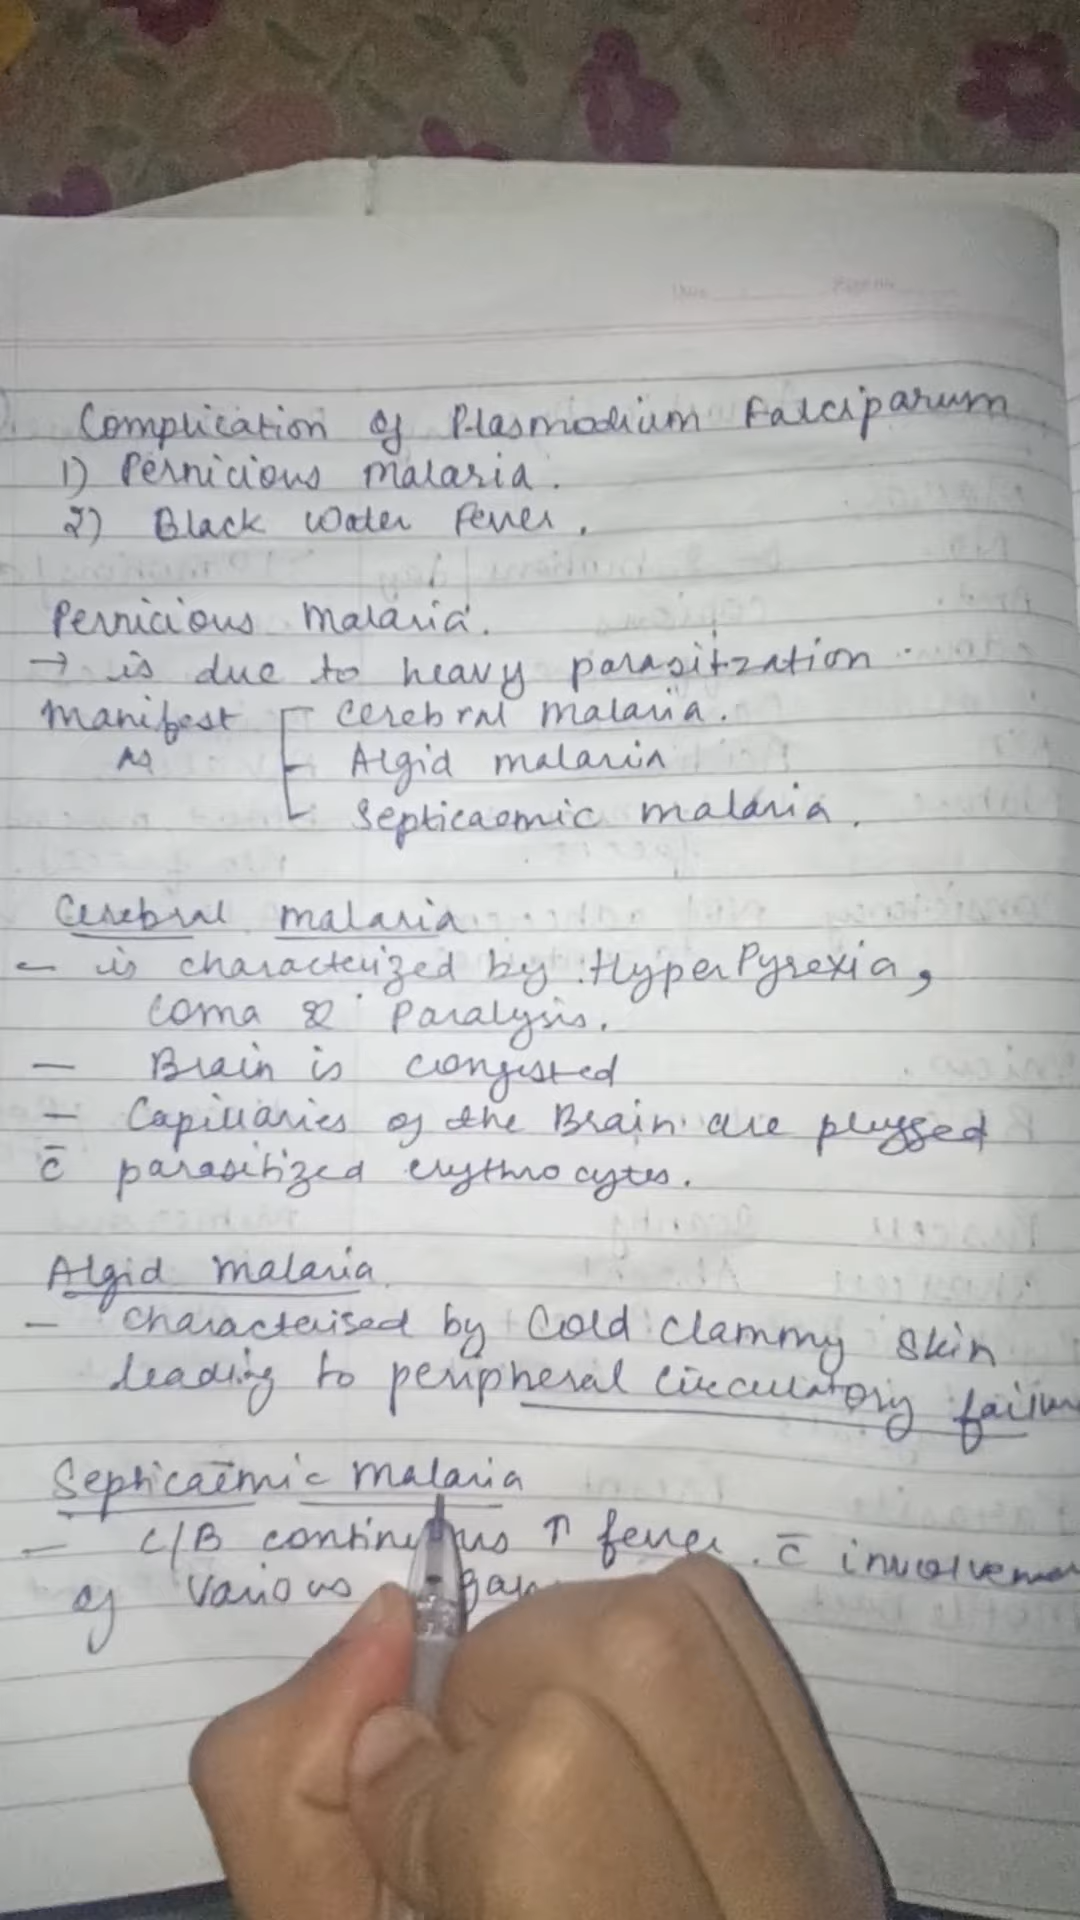 Complication of Plasmodium Falciparum
1) Pernicious Malaria.
2) Black Water Fever.
Pernicious Malaria.
→ is due to heavy parasitzation
Manifest Cerebral Malaria.
As Algid malaria
Septicaemic malaria.
Cerebral malaria
- is characterized by HyperPyrexia,
Coma & Paralysis.
- Brain is congested
- Capillaries of the Brain are plugged
c̄ parasitized erythrocytes.
Algid Malaria
- Characterised by Cold Clammy Skin
leading to peripheral circulatory
Septicaemic Malaria
- C/B ↑ fever. c̄
of various